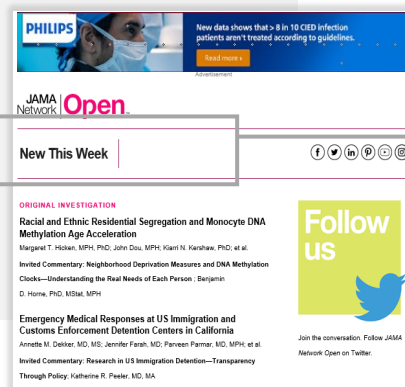 PHILIPS
New data shows that > 8 in 10 CIED infection
patients aren't treated according to guidelines.
Read more ›
Advertisement
JAMA
Network
Open™
New This Week
ORIGINAL INVESTIGATION
Racial and Ethnic Residential Segregation and Monocyte DNA
Methylation Age Acceleration
Margaret T. Hicken, MPH, PhD; John Dou, MPH; Kiarri N. Kershaw, PhD; et al.
Invited Commentary: Neighborhood Deprivation Measures and DNA Methylation
Clocks—Understanding the Real Needs of Each Person ; Benjamin
D. Horne, PhD, MStat, MPH
Emergency Medical Responses at US Immigration and
Customs Enforcement Detention Centers in California
Annette M. Dekker, MD, MS; Jennifer Farah, MD; Parveen Parmar, MD, MPH; et al.
Invited Commentary: Research in US Immigration Detention—Transparency
Through Policy; Katherine R. Peeler, MD, MA
Follow
us
Join the conversation. Follow JAMA
Network Open on Twitter.